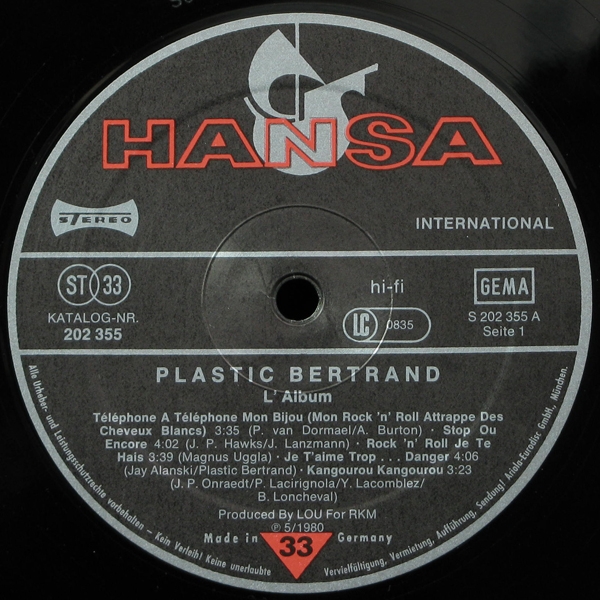 HANSA
STEREO
INTERNATIONAL
ST 33
hi-fi
GEMA
KATALOG-NR.
202 355
LC 0835
S 202 355 A
Seite 1
PLASTIC BERTRAND
L' Album
Téléphone A Téléphone Mon Bijou (Mon Rock 'n' Roll Attrappe Des
Cheveux Blancs) 3:35 (P. van Dormael/A. Burton) · Stop Ou
Encore 4:02 (J. P. Hawks/J. Lanzmann) · Rock 'n' Roll Je Te
Hais 3:39 (Magnus Uggla) · Je T'aime Trop . . . Danger 4:06
(Jay Alanski/Plastic Bertrand) · Kangourou Kangourou 3:23
(J. P. Onraedt/P. Lacirignola/Y. Lacomblez/
B. Loncheval)
Produced By LOU For RKM
℗ 5/1980
Made in 33 Germany
Alle Urheber- und Leistungsschutzrechte vorbehalten – Kein Verleih! Keine unerlaubte Vervielfältigung, Vermietung, Aufführung, Sendung! Ariola-Eurodisc GmbH, München.